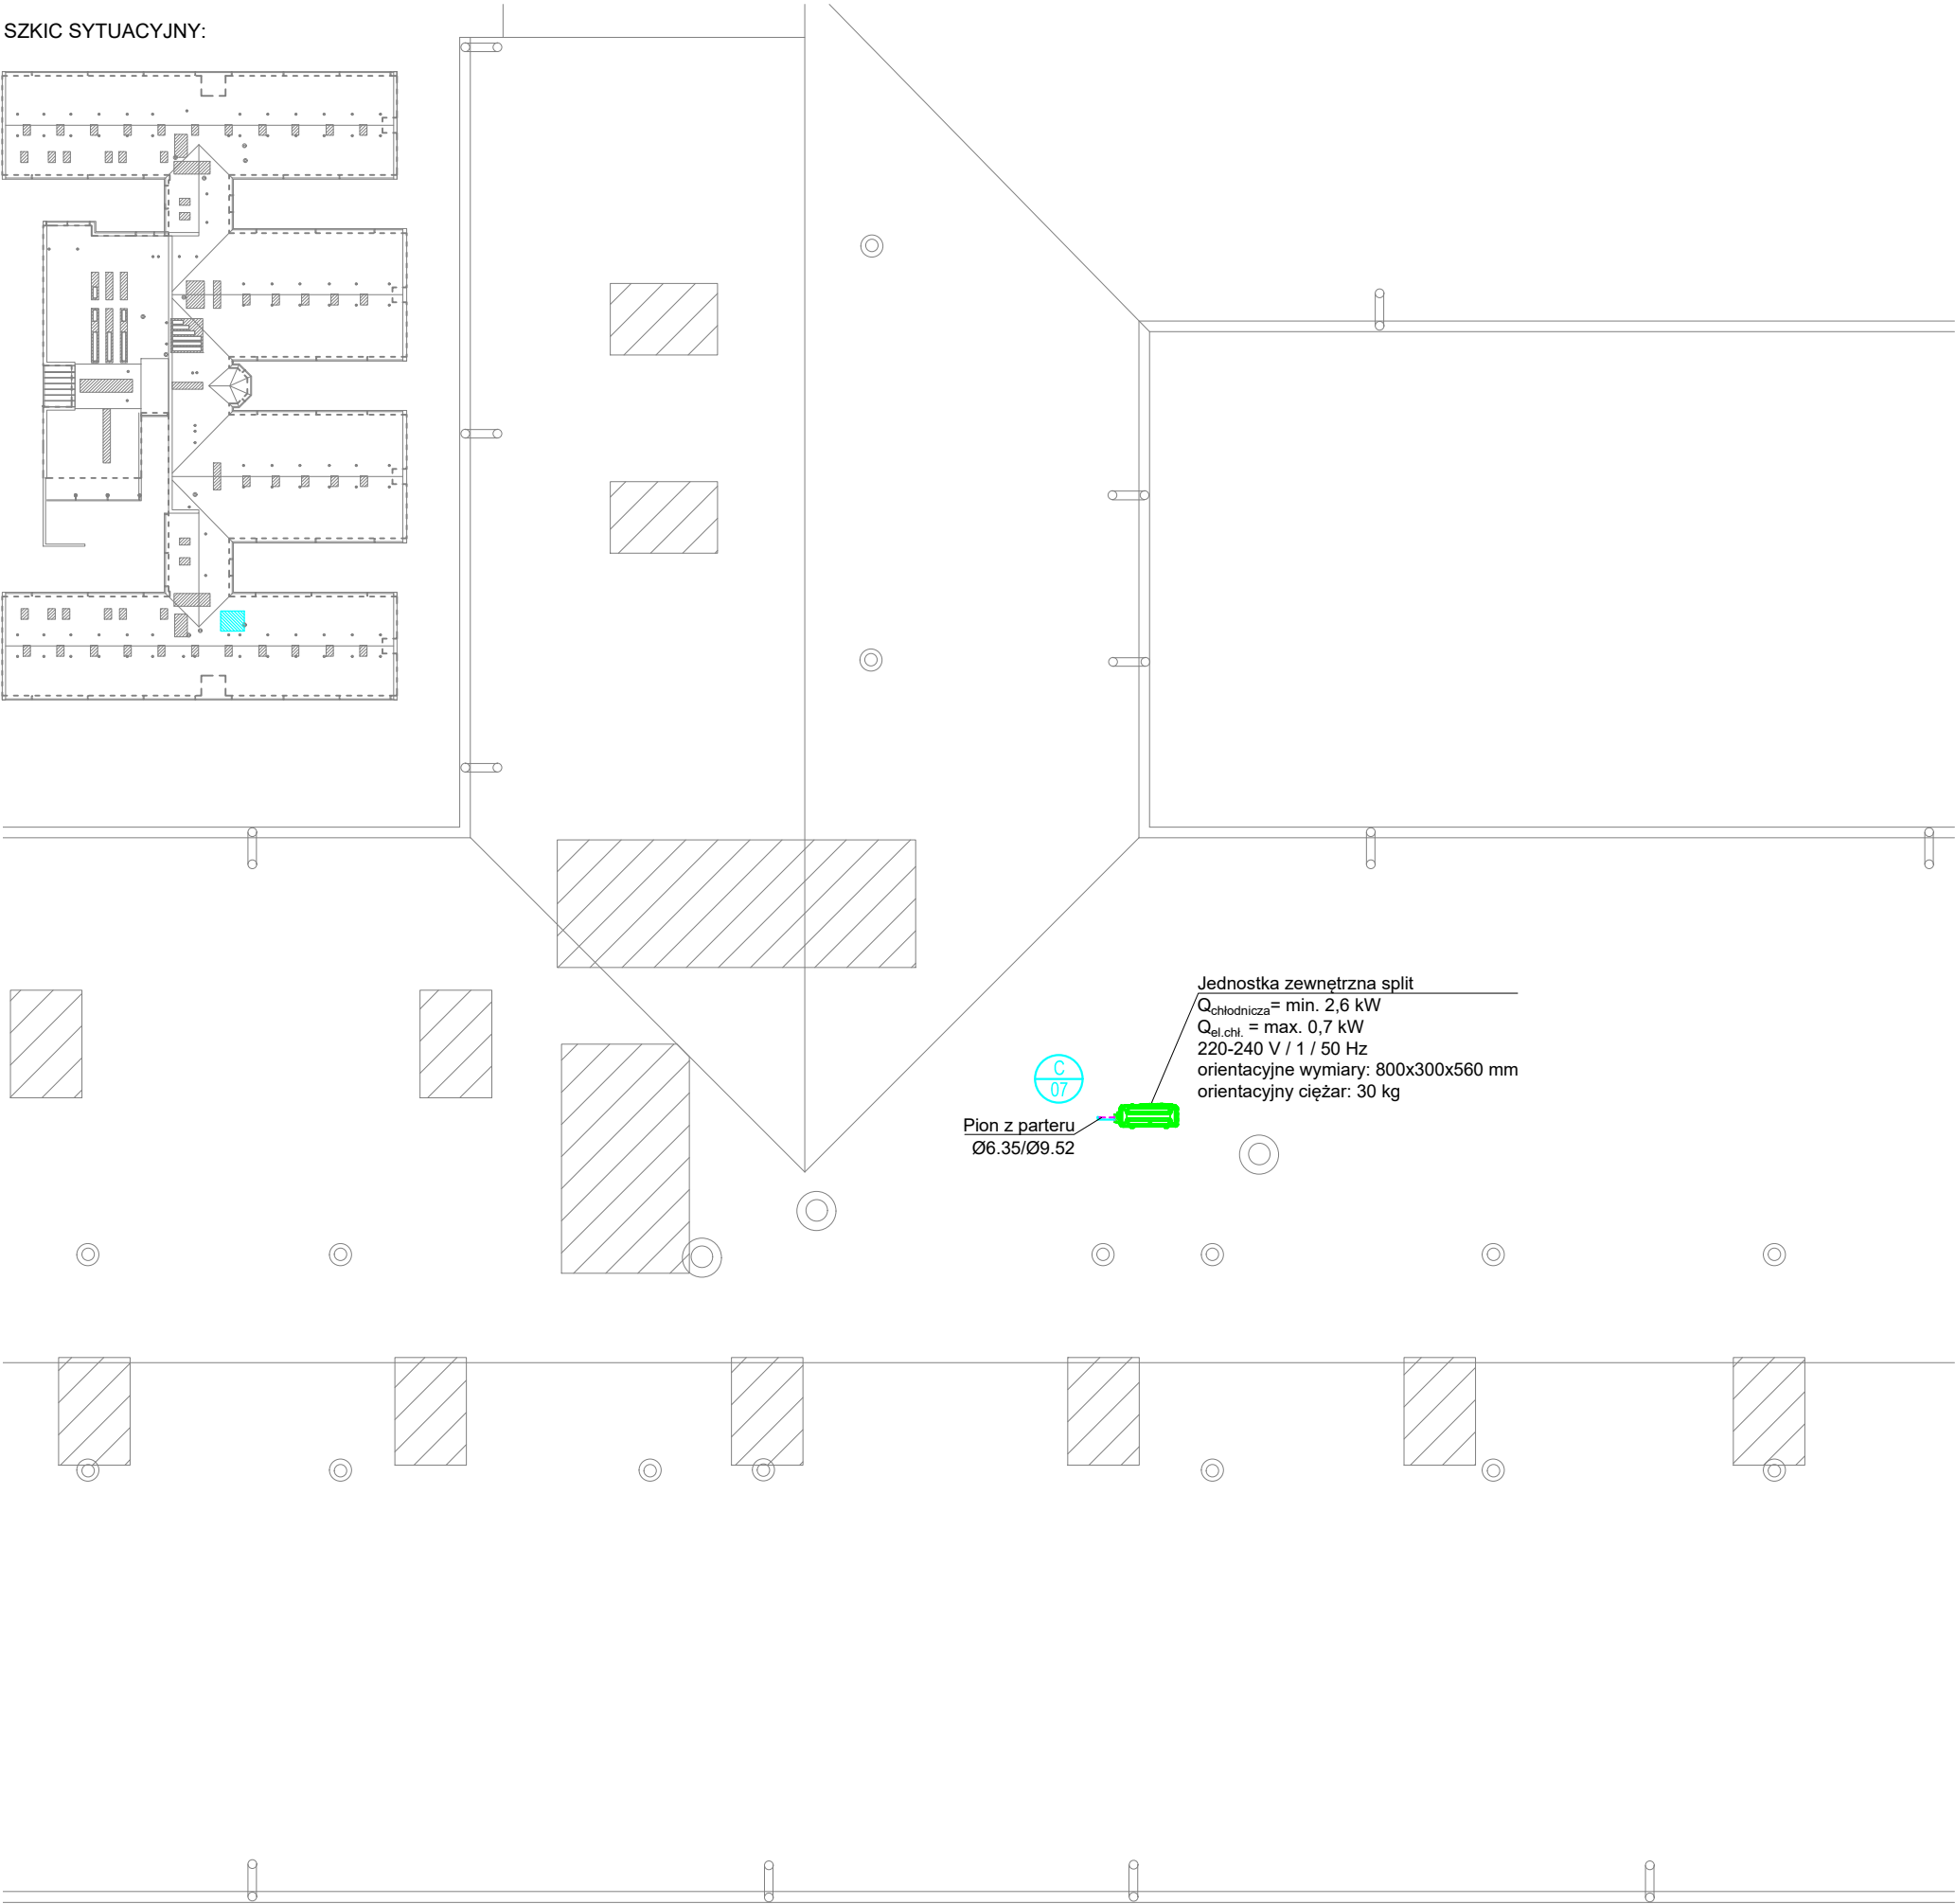 SZKIC SYTUACYJNY:
Jednostka zewnętrzna split
Qchłodnicza= min. 2,6 kW
Qel.chł. = max. 0,7 kW
220-240 V / 1 / 50 Hz
orientacyjne wymiary: 800x300x560 mm
orientacyjny ciężar: 30 kg
C
07
Pion z parteru
Ø6.35/Ø9.52